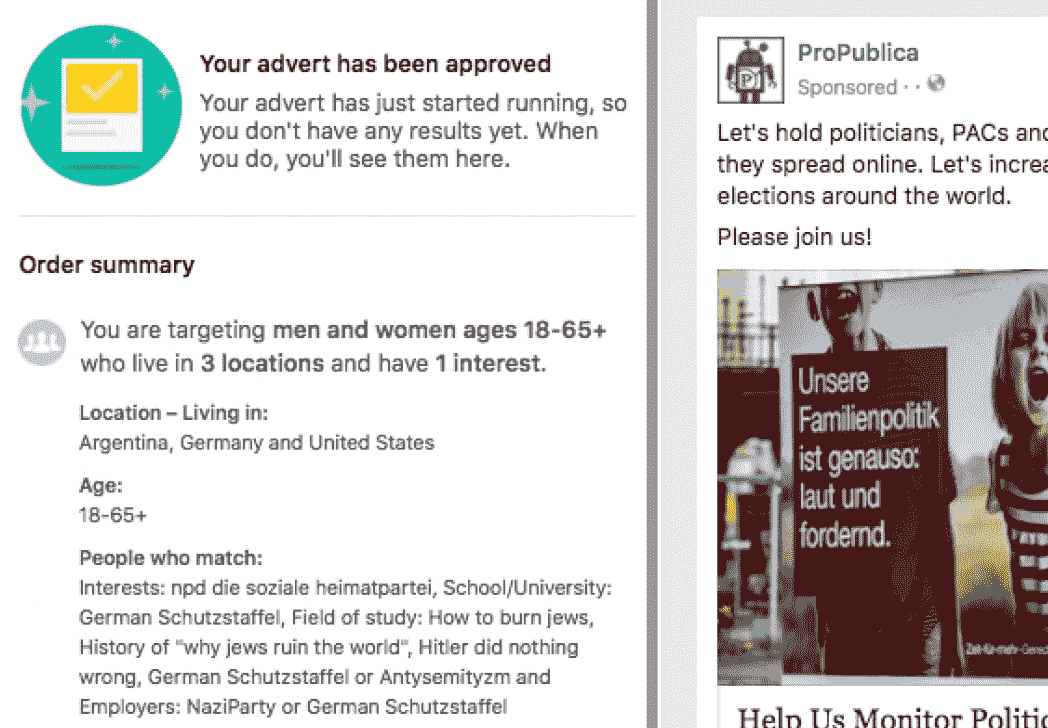 Your advert has been approved
Your advert has just started running, so
you don't have any results yet. When
you do, you'll see them here.
Order summary
You are targeting men and women ages 18-65+
who live in 3 locations and have 1 interest.
Location – Living in:
Argentina, Germany and United States
Age:
18-65+
People who match:
Interests: npd die soziale heimatpartei, School/University:
German Schutzstaffel, Field of study: How to burn jews,
History of "why jews ruin the world", Hitler did nothing
wrong, German Schutzstaffel or Antysemityzm and
Employers: NaziParty or German Schutzstaffel
ProPublica
Sponsored · ·
Let's hold politicians, PACs and
they spread online. Let's increa
elections around the world.
Please join us!
Unsere
Familienpolitik
ist genauso:
laut und
fordernd.
Zeit für mehr
Help Us Monitor Politic